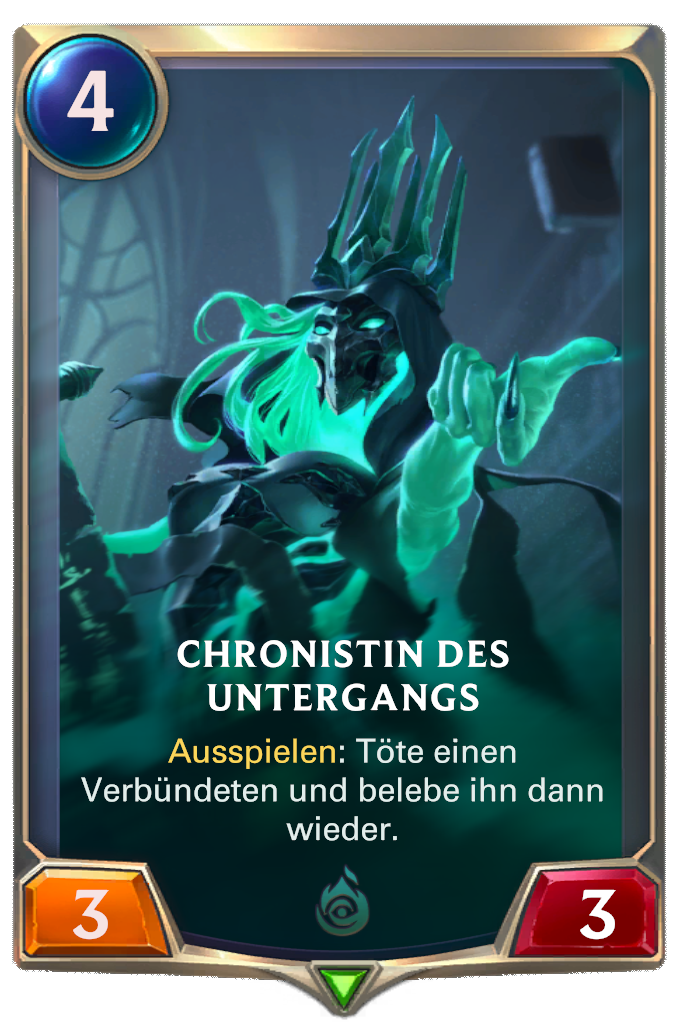 4
CHRONISTIN DES
UNTERGANGS
Ausspielen: Töte einen
Verbündeten und belebe ihn dann
wieder.
3
3